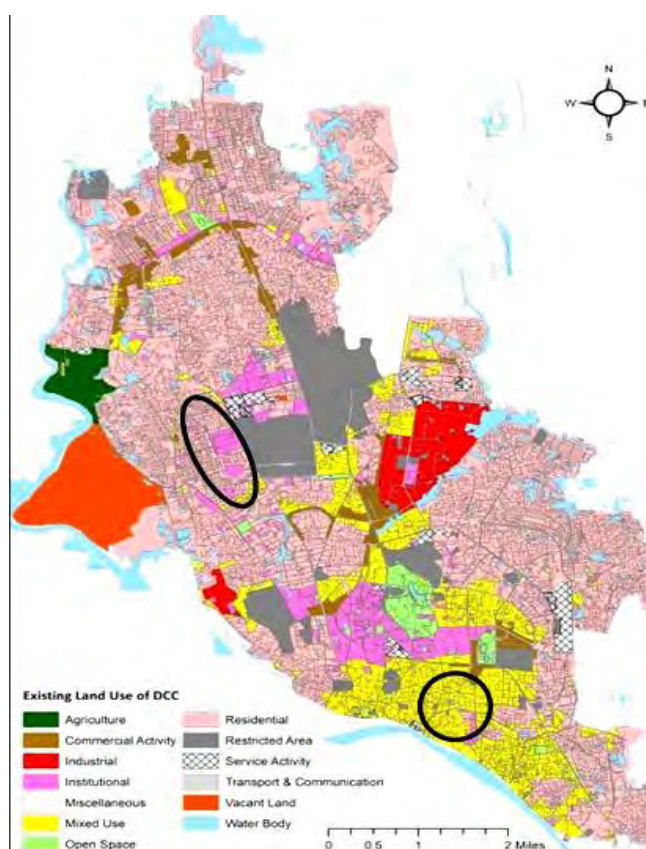 N
W E
S
Existing Land Use of DCC
Agriculture
Commercial Activity
Industrial
Institutional
Miscellaneous
Mixed Use
Open Space
Residential
Restricted Area
Service Activity
Transport & Communication
Vacant Land
Water Body
0 0.5 1 2 Miles